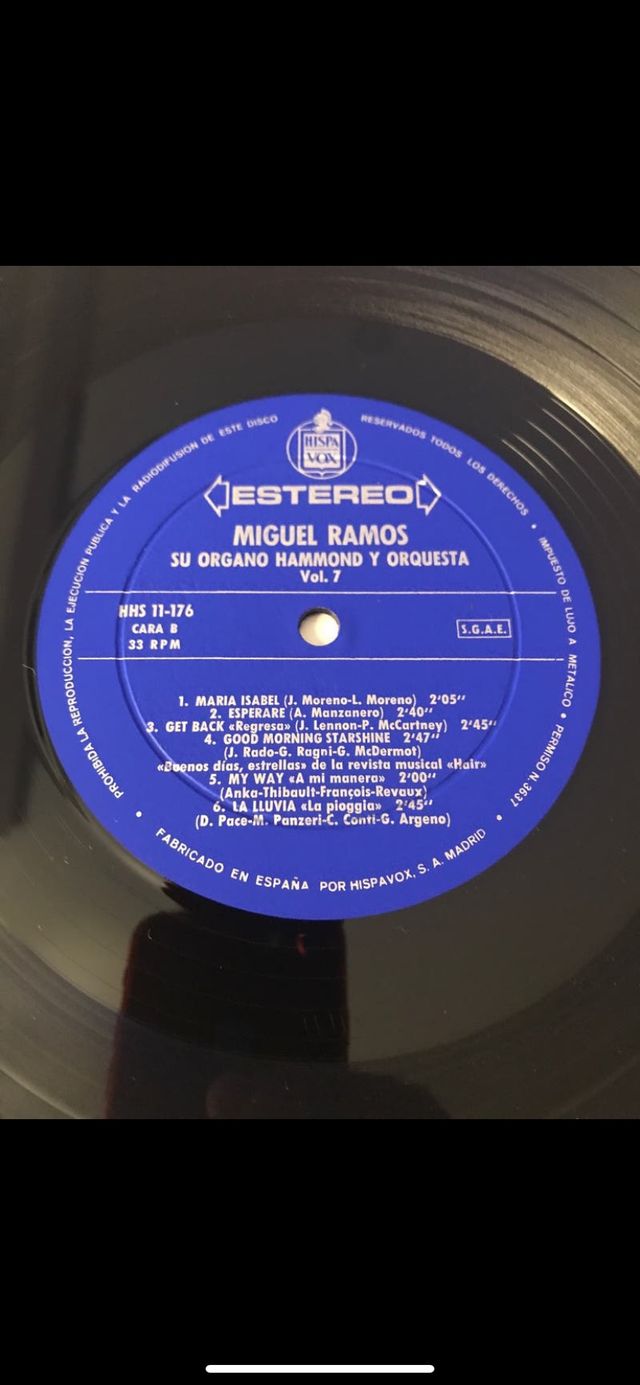 PROHIBIDA LA REPRODUCCION, LA EJECUCION PUBLICA Y LA RADIODIFUSION DE ESTE DISCO
RESERVADOS TODOS LOS DERECHOS • IMPUESTO DE LUJO A METALICO • PERMISO N. 3637
HISPA
VOX
ESTEREO
MIGUEL RAMOS
SU ORGANO HAMMOND Y ORQUESTA
Vol. 7
HHS 11-176
CARA B
33 RPM
S.G.A.E.
1. MARIA ISABEL (J. Moreno-L. Moreno) 2'05''
2. ESPERARE (A. Manzanero) 2'40''
3. GET BACK «Regresa» (J. Lennon-P. McCartney) 2'45''
4. GOOD MORNING STARSHINE 2'47''
(J. Rado-G. Ragni-G. McDermot)
«Buenos días, estrellas» de la revista musical «Hair»
5. MY WAY «A mi manera» 2'00''
(Anka-Thibault-François-Revaux)
6. LA LLUVIA «La pioggia» 2'45''
(D. Pace-M. Panzeri-C. Conti-G. Argeno)
• FABRICADO EN ESPAÑA POR HISPAVOX, S. A. MADRID •